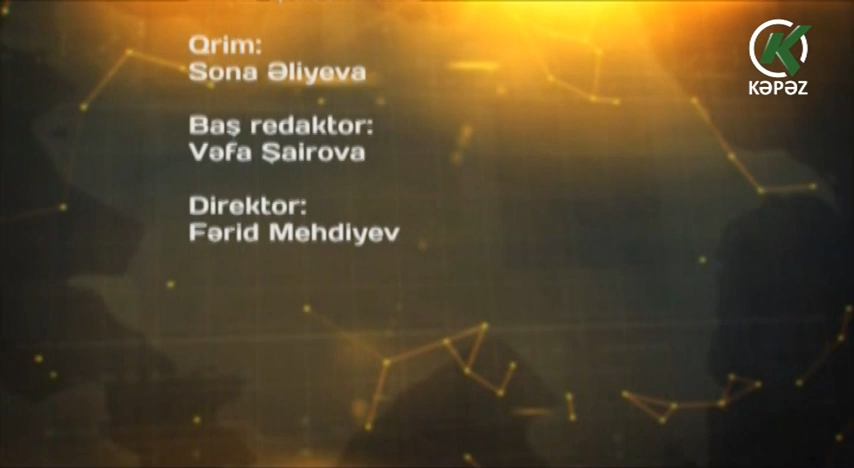 Qrim:
Sona Əliyeva
Baş redaktor:
Vəfa Şairova
Direktor:
Fərid Mehdiyev
KƏPƏZ